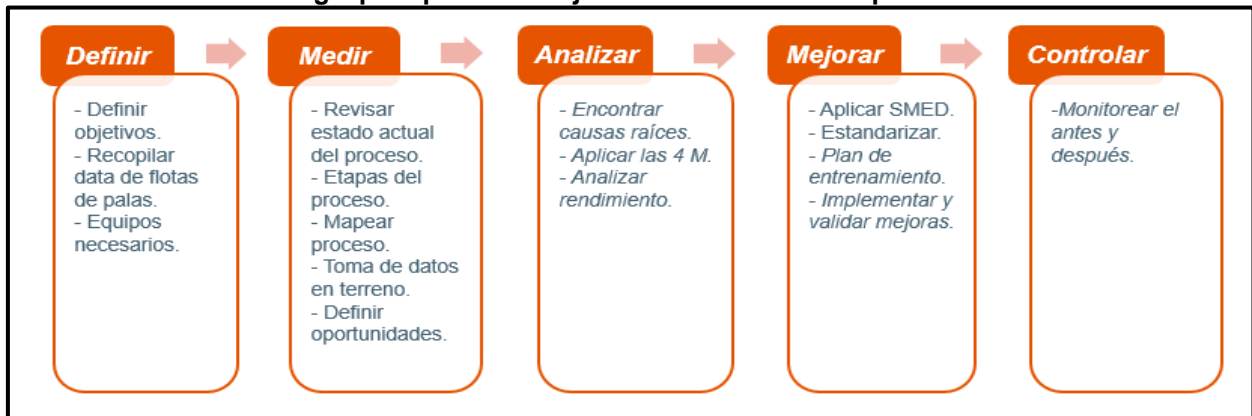 Definir
- Definir
objetivos.
- Recopilar
data de flotas
de palas.
- Equipos
necesarios.
Medir
- Revisar
estado actual
del proceso.
- Etapas del
proceso.
- Mapear
proceso.
- Toma de datos
en terreno.
- Definir
oportunidades.
Analizar
- Encontrar
causas raíces.
- Aplicar las 4 M.
- Analizar
rendimiento.
Mejorar
- Aplicar SMED.
- Estandarizar.
- Plan de
entrenamiento.
- Implementar y
validar mejoras.
Controlar
-Monitorear el
antes y
después.